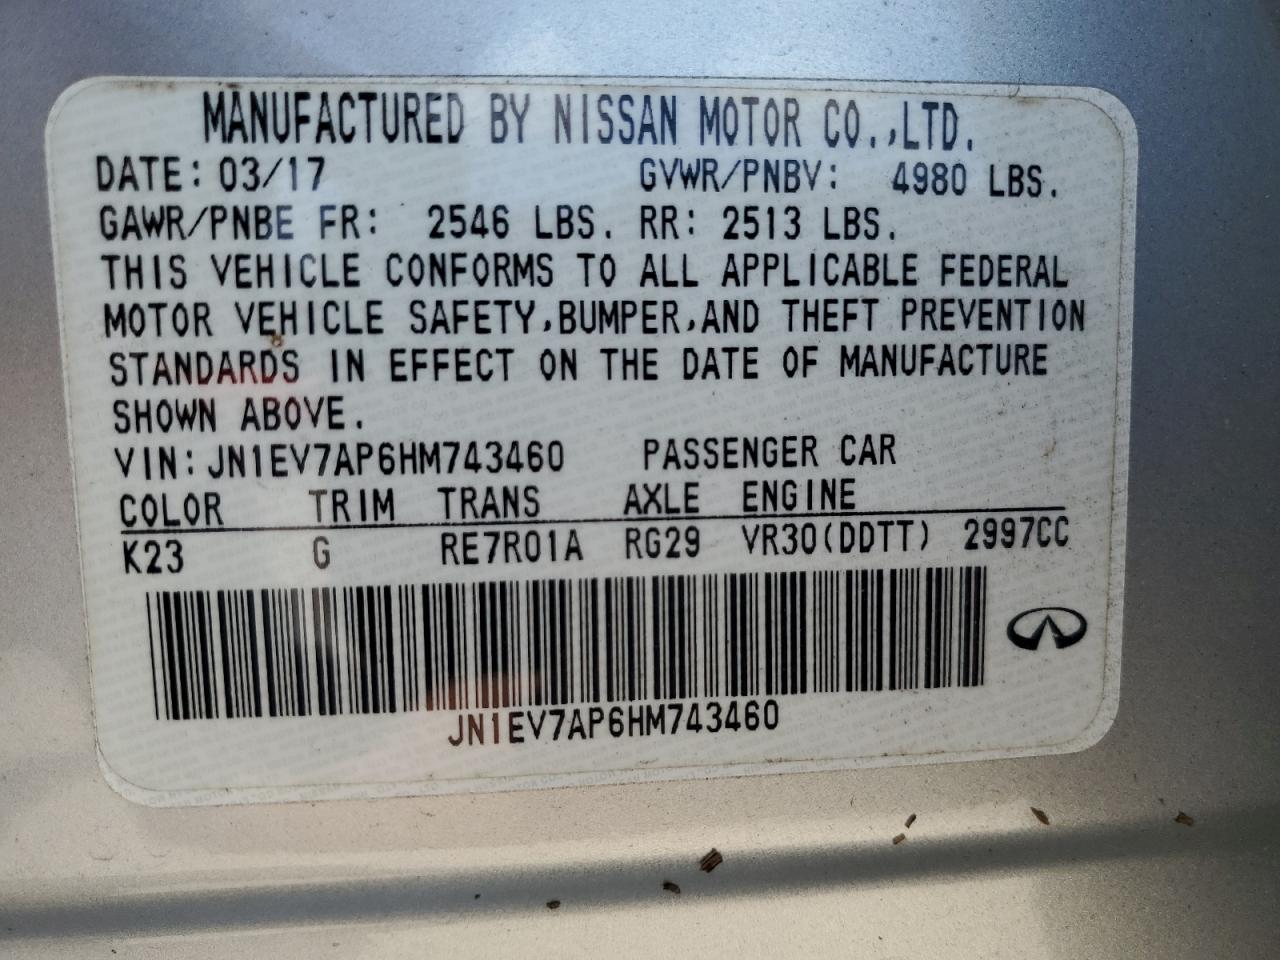 MANUFACTURED BY NISSAN MOTOR CO.,LTD.
DATE: 03/17 GVWR/PNBV: 4980 LBS.
GAWR/PNBE FR: 2546 LBS. RR: 2513 LBS.
THIS VEHICLE CONFORMS TO ALL APPLICABLE FEDERAL
MOTOR VEHICLE SAFETY,BUMPER,AND THEFT PREVENTION
STANDARDS IN EFFECT ON THE DATE OF MANUFACTURE
SHOWN ABOVE.
VIN: JN1EV7AP6HM743460 PASSENGER CAR
COLOR TRIM TRANS AXLE ENGINE
K23 G RE7R01A RG29 VR30(DDTT) 2997CC
JN1EV7AP6HM743460